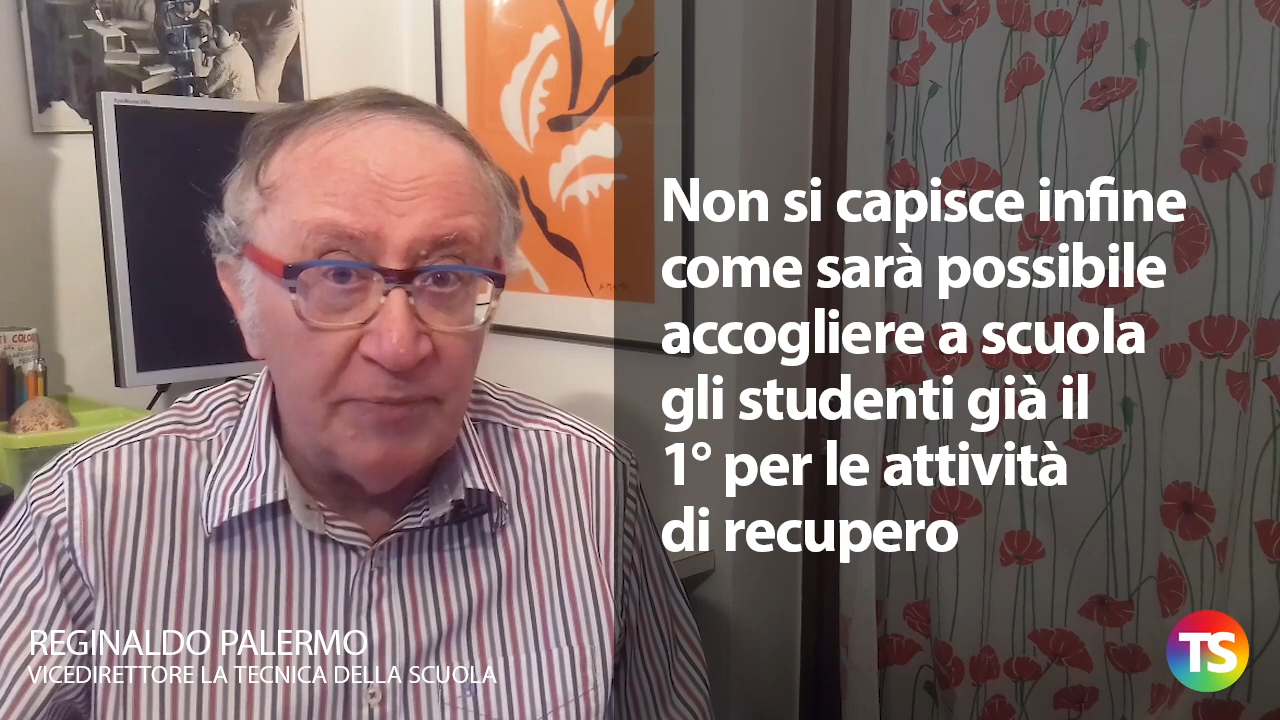 Non si capisce infine
come sarà possibile
accogliere a scuola
gli studenti già il
1° per le attività
di recupero
REGINALDO PALERMO
VICEDIRETTORE LA TECNICA DELLA SCUOLA
TS